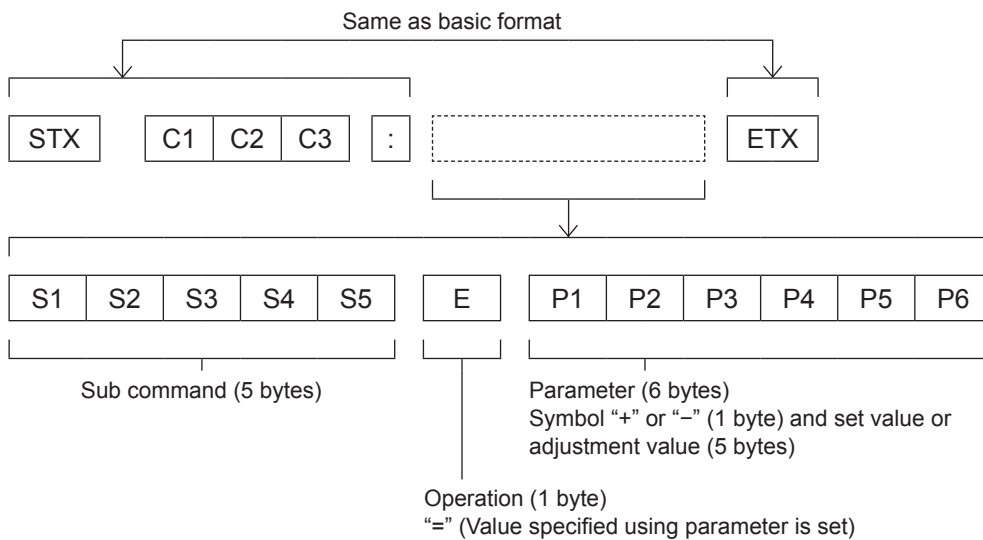 Same as basic format
STX C1 C2 C3 : ETX
S1 S2 S3 S4 S5 E P1 P2 P3 P4 P5 P6
Sub command (5 bytes)
Parameter (6 bytes)
Symbol “+” or “−” (1 byte) and set value or
adjustment value (5 bytes)
Operation (1 byte)
“=” (Value specified using parameter is set)